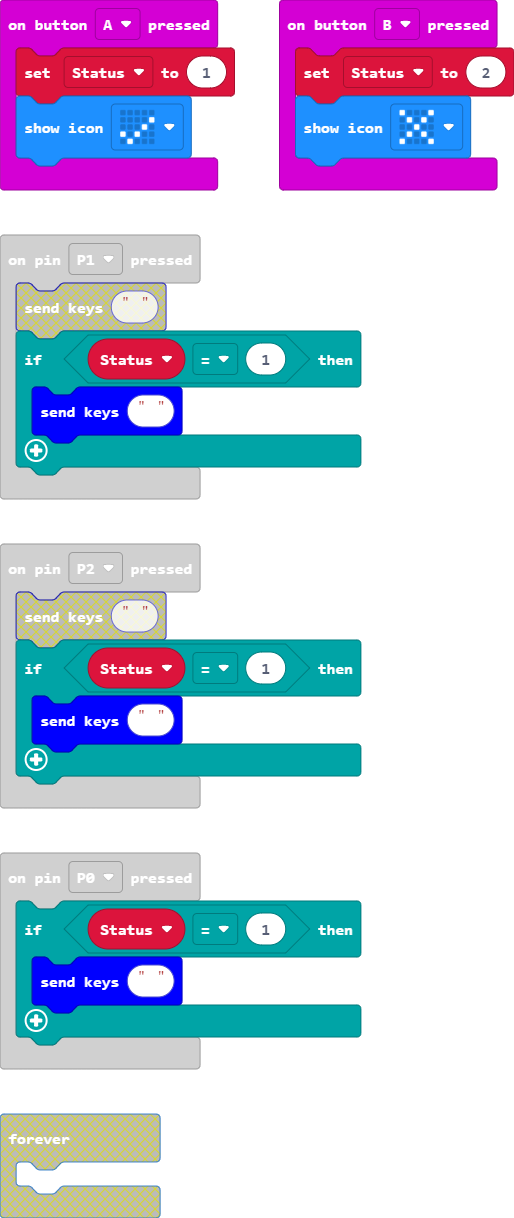 on button A pressed
set Status to 1
show icon
on button B pressed
set Status to 2
show icon
on pin P1 pressed
send keys " "
if Status = 1 then
send keys " "
on pin P2 pressed
send keys " "
if Status = 1 then
send keys " "
on pin P0 pressed
if Status = 1 then
send keys " "
forever